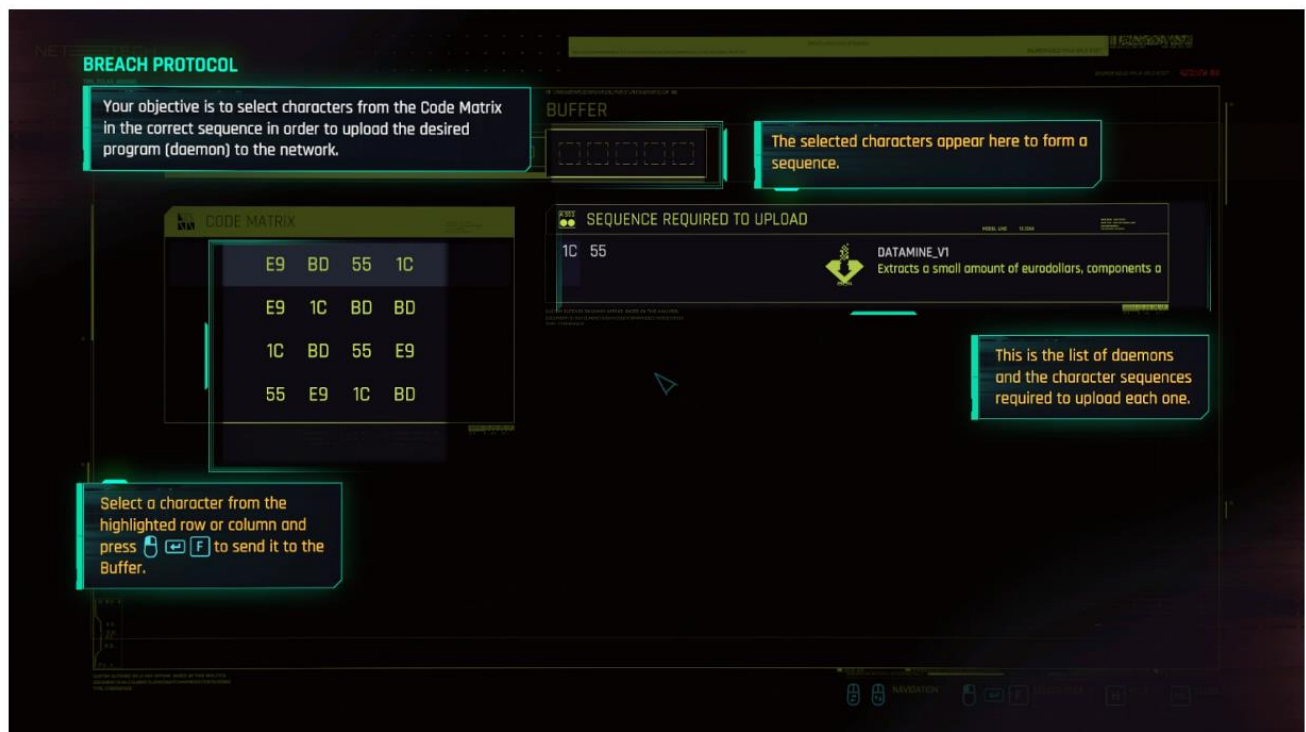 BREACH PROTOCOL
Your objective is to select characters from the Code Matrix
in the correct sequence in order to upload the desired
program (daemon) to the network.
BUFFER
The selected characters appear here to form a
sequence.
CODE MATRIX
E9 BD 55 1C
E9 1C BD BD
1C BD 55 E9
55 E9 1C BD
SEQUENCE REQUIRED TO UPLOAD
1C 55
DATAMINE_V1
Extracts a small amount of eurodollars, components a
This is the list of daemons
and the character sequences
required to upload each one.
Select a character from the
highlighted row or column and
press F to send it to the
Buffer.
NAVIGATION
F
H